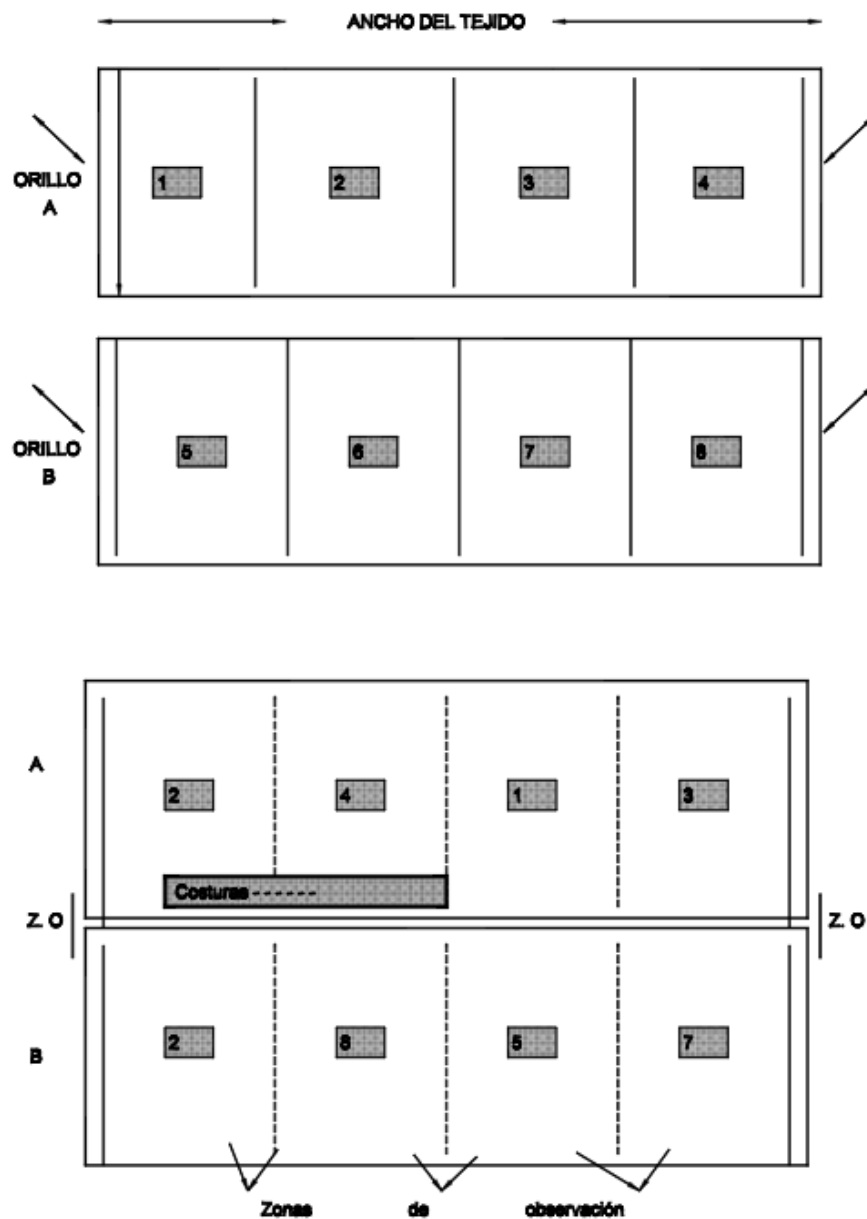 ANCHO DEL TEJIDO
ORILLO
A
1 2 3 4
ORILLO
B
5 6 7 8
A
2 4 1 3
Costuras ------
Z. O Z. O
B
2 8 5 7
Zonas de observación